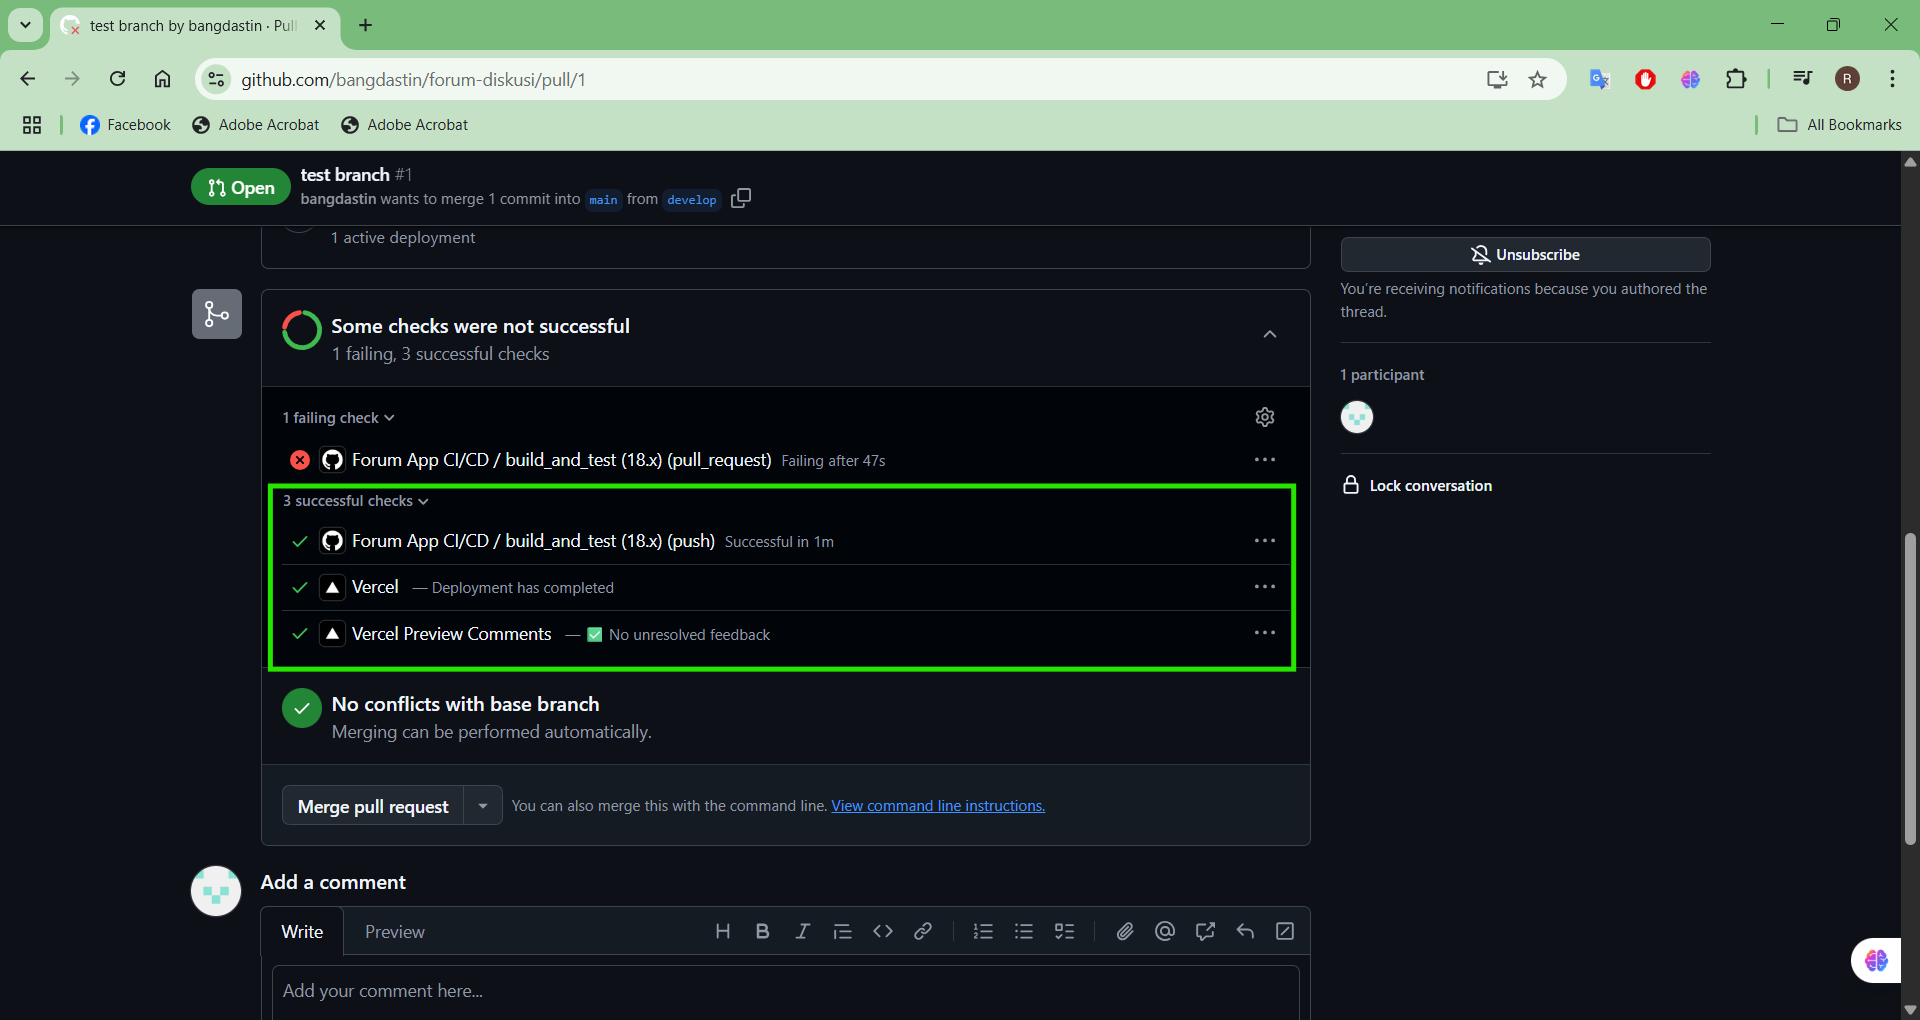 test branch by bangdastin · Pull
github.com/bangdastin/forum-diskusi/pull/1
R
Facebook
Adobe Acrobat
Adobe Acrobat
All Bookmarks
Open
test branch #1
bangdastin wants to merge 1 commit into main from develop
1 active deployment
Unsubscribe
You're receiving notifications because you authored the
thread.
Some checks were not successful
1 failing, 3 successful checks
1 participant
1 failing check
Forum App CI/CD / build_and_test (18.x) (pull_request) Failing after 47s
Lock conversation
3 successful checks
Forum App CI/CD / build_and_test (18.x) (push) Successful in 1m
Vercel — Deployment has completed
Vercel Preview Comments — ✅ No unresolved feedback
No conflicts with base branch
Merging can be performed automatically.
Merge pull request
You can also merge this with the command line. View command line instructions.
Add a comment
Write
Preview
Add your comment here...